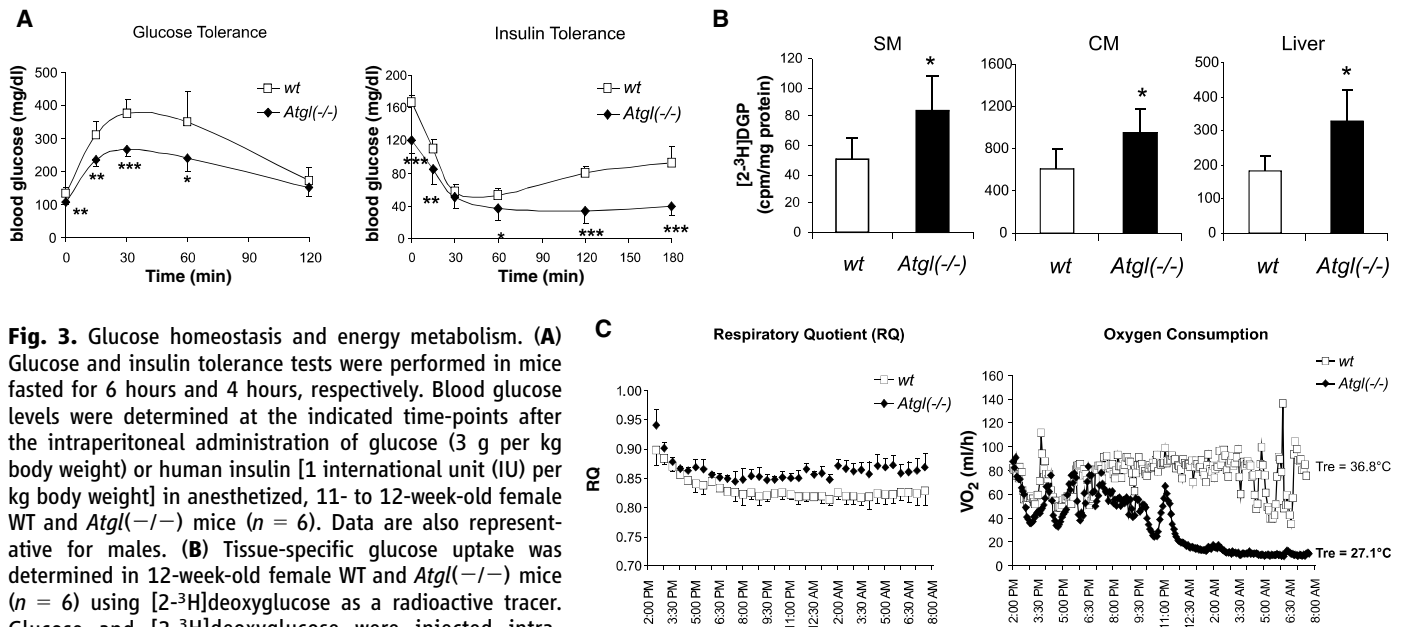 A
Glucose Tolerance
blood glucose (mg/dl)
500
400
300
200
100
0
wt
Atgl(-/-)
**
**
***
*
0 30 60 90 120
Time (min)
Insulin Tolerance
blood glucose (mg/dl)
200
160
120
80
40
0
wt
Atgl(-/-)
***
**
*
***
***
0 30 60 90 120 150 180
Time (min)
B
[2-³H]DGP
(cpm/mg protein)
SM
120
100
80
60
40
20
0
*
wt Atgl(-/-)
CM
1600
1200
800
400
0
*
wt Atgl(-/-)
Liver
500
400
300
200
100
0
*
wt Atgl(-/-)
Fig. 3. Glucose homeostasis and energy metabolism. (A)
Glucose and insulin tolerance tests were performed in mice
fasted for 6 hours and 4 hours, respectively. Blood glucose
levels were determined at the indicated time-points after
the intraperitoneal administration of glucose (3 g per kg
body weight) or human insulin [1 international unit (IU) per
kg body weight] in anesthetized, 11- to 12-week-old female
WT and Atgl(−/−) mice (n = 6). Data are also represent-
ative for males. (B) Tissue-specific glucose uptake was
determined in 12-week-old female WT and Atgl(−/−) mice
(n = 6) using [2-³H]deoxyglucose as a radioactive tracer.
Glucose and [2-³H]deoxyglucose were injected intra-
C
Respiratory Quotient (RQ)
wt
Atgl(-/-)
RQ
1.00
0.95
0.90
0.85
0.80
0.75
0.70
2:00 PM
3:30 PM
5:00 PM
6:30 PM
8:00 PM
9:30 PM
11:00 PM
12:30 AM
2:00 AM
3:30 AM
5:00 AM
6:30 AM
8:00 AM
Oxygen Consumption
wt
Atgl(-/-)
VO₂ (ml/h)
160
140
120
100
80
60
40
20
0
Tre = 36.8°C
Tre = 27.1°C
2:00 PM
3:30 PM
5:00 PM
6:30 PM
8:00 PM
9:30 PM
11:00 PM
12:30 AM
2:00 AM
3:30 AM
5:00 AM
6:30 AM
8:00 AM